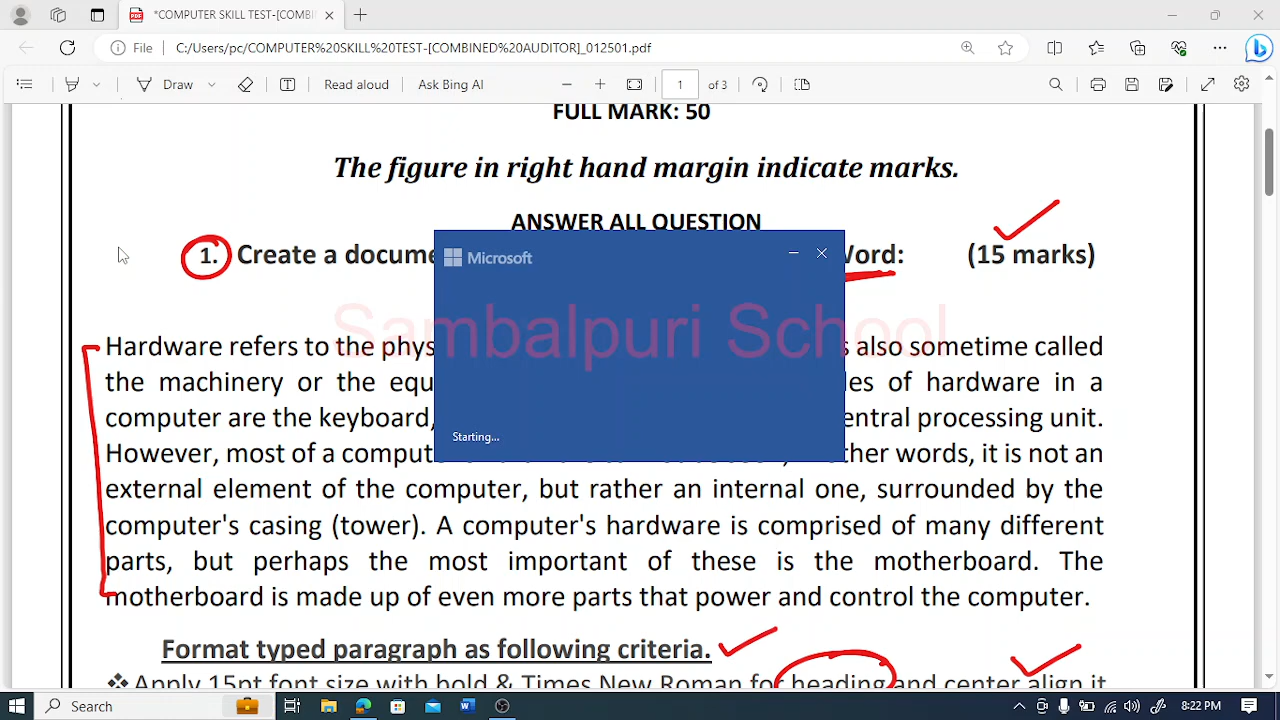 *COMPUTER SKILL TEST-[COMBIN
File C:/Users/pc/COMPUTER%20SKILL%20TEST-[COMBINED%20AUDITOR]_012501.pdf
Draw Read aloud Ask Bing AI 1 of 3
FULL MARK: 50
The figure in right hand margin indicate marks.
ANSWER ALL QUESTION
1. Create a docume Word: (15 marks)
Microsoft
Sambalpuri School
Hardware refers to the phys s also sometime called
the machinery or the equ les of hardware in a
computer are the keyboard, entral processing unit.
Starting...
However, most of a comput ther words, it is not an
external element of the computer, but rather an internal one, surrounded by the
computer's casing (tower). A computer's hardware is comprised of many different
parts, but perhaps the most important of these is the motherboard. The
motherboard is made up of even more parts that power and control the computer.
Format typed paragraph as following criteria.
❖Apply 15pt font size with bold & Times New Roman for heading and center align it
Search 8:22 PM